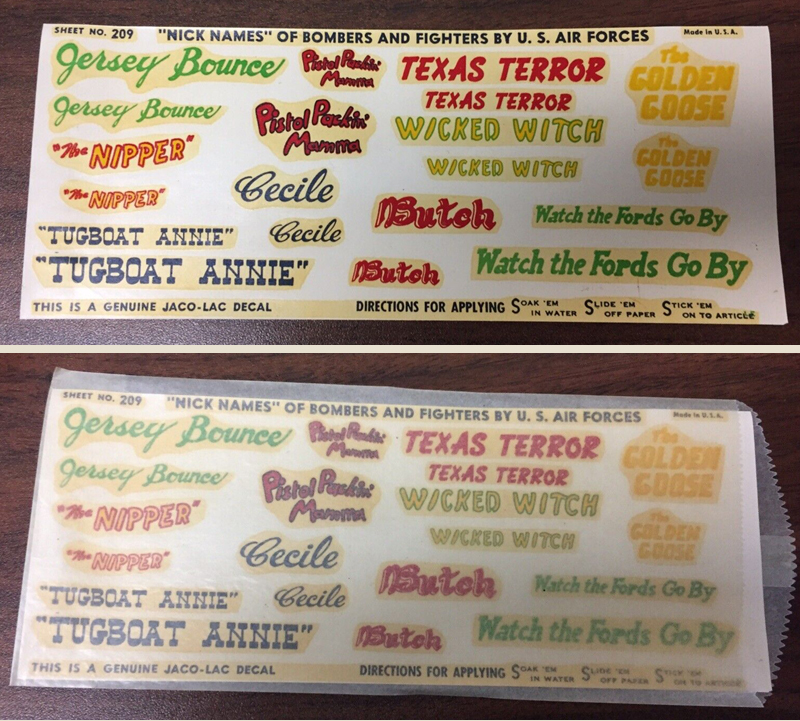 SHEET NO. 209 "NICK NAMES" OF BOMBERS AND FIGHTERS BY U. S. AIR FORCES Made in U.S.A.
Jersey Bounce
Pistol Packin' Mamma
TEXAS TERROR
The GOLDEN GOOSE
Jersey Bounce
Pistol Packin' Mamma
TEXAS TERROR
WICKED WITCH
"The NIPPER"
WICKED WITCH
The GOLDEN GOOSE
"The NIPPER"
Cecile
Butch
Watch the Fords Go By
"TUGBOAT ANNIE"
Cecile
"TUGBOAT ANNIE"
Butch
Watch the Fords Go By
THIS IS A GENUINE JACO-LAC DECAL DIRECTIONS FOR APPLYING SOAK 'EM IN WATER SLIDE 'EM OFF PAPER STICK 'EM ON TO ARTICLE
SHEET NO. 209 "NICK NAMES" OF BOMBERS AND FIGHTERS BY U. S. AIR FORCES Made in U.S.A.
Jersey Bounce
Pistol Packin' Mamma
TEXAS TERROR
The GOLDEN GOOSE
Jersey Bounce
Pistol Packin' Mamma
TEXAS TERROR
WICKED WITCH
"The NIPPER"
WICKED WITCH
The GOLDEN GOOSE
"The NIPPER"
Cecile
Butch
Watch the Fords Go By
"TUGBOAT ANNIE"
Cecile
"TUGBOAT ANNIE"
Butch
Watch the Fords Go By
THIS IS A GENUINE JACO-LAC DECAL DIRECTIONS FOR APPLYING SOAK 'EM IN WATER SLIDE 'EM OFF PAPER STICK 'EM ON TO ARTICLE